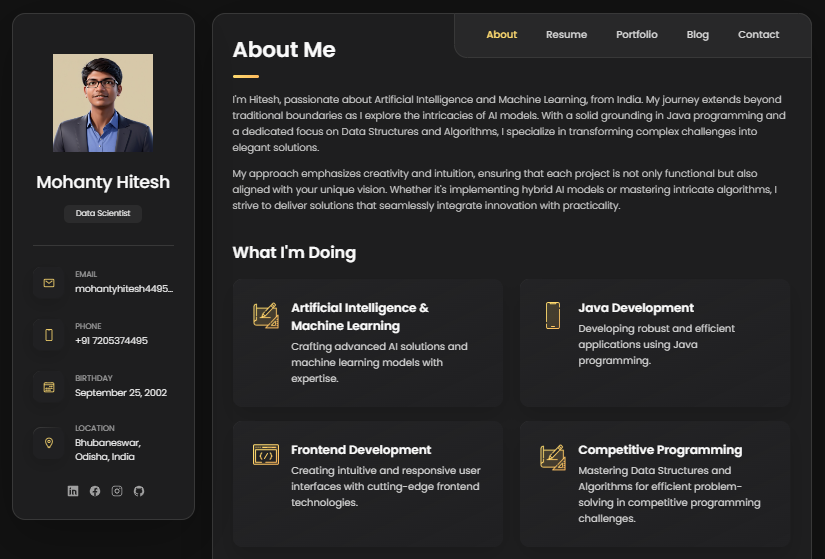 Mohanty Hitesh
Data Scientist
EMAIL
mohantyhitesh4495...
PHONE
+91 7205374495
BIRTHDAY
September 25, 2002
LOCATION
Bhubaneswar,
Odisha, India
About
Resume
Portfolio
Blog
Contact
About Me
I'm Hitesh, passionate about Artificial Intelligence and Machine Learning, from India. My journey extends beyond
traditional boundaries as I explore the intricacies of AI models. With a solid grounding in Java programming and
a dedicated focus on Data Structures and Algorithms, I specialize in transforming complex challenges into
elegant solutions.
My approach emphasizes creativity and intuition, ensuring that each project is not only functional but also
aligned with your unique vision. Whether it's implementing hybrid AI models or mastering intricate algorithms, I
strive to deliver solutions that seamlessly integrate innovation with practicality.
What I'm Doing
Artificial Intelligence &
Machine Learning
Crafting advanced AI solutions and
machine learning models with
expertise.
Java Development
Developing robust and efficient
applications using Java
programming.
Frontend Development
Creating intuitive and responsive user
interfaces with cutting-edge frontend
technologies.
Competitive Programming
Mastering Data Structures and
Algorithms for efficient problem-
solving in competitive programming
challenges.